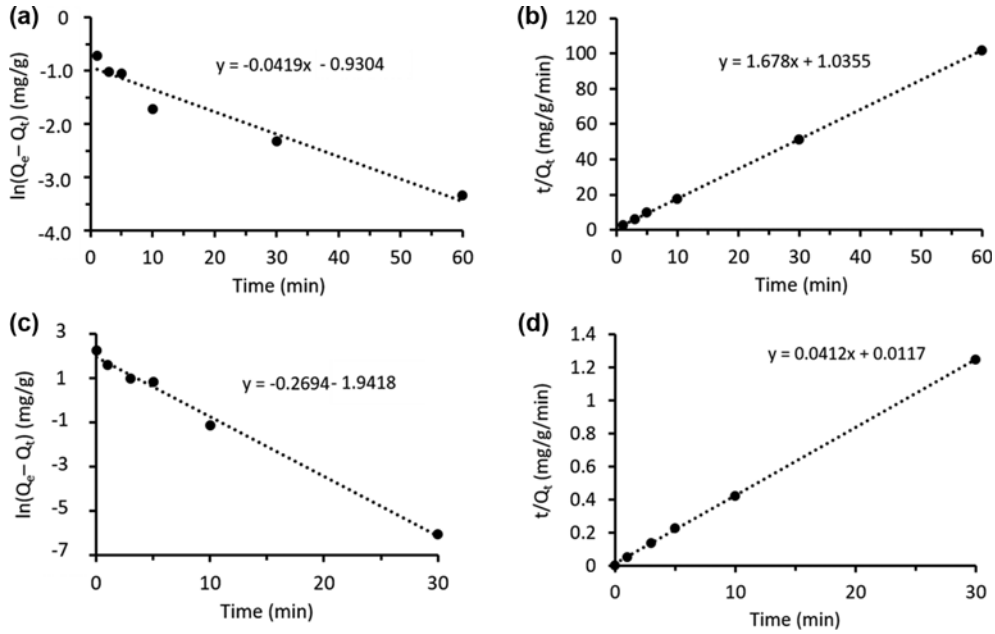 (a)
0
-1.0
-2.0
-3.0
-4.0
ln(Qₑ– Qₜ) (mg/g)
y = -0.0419x - 0.9304
0 10 20 30 40 50 60
Time (min)
(b)
120
100
80
60
40
20
0
t/Qₜ (mg/g/min)
y = 1.678x + 1.0355
0 10 20 30 40 50 60
Time (min)
(c)
3
1
-1
-3
-5
-7
ln(Qₑ– Qₜ) (mg/g)
y = -0.2694 - 1.9418
0 10 20 30
Time (min)
(d)
1.4
1.2
1
0.8
0.6
0.4
0.2
0
t/Qₜ (mg/g/min)
y = 0.0412x + 0.0117
0 10 20 30
Time (min)